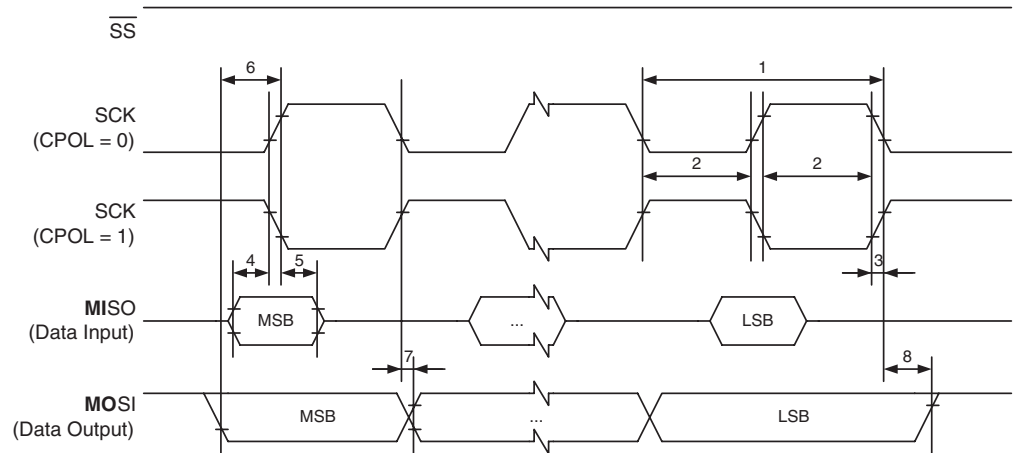 SS
6
1
SCK
(CPOL = 0)
2
2
SCK
(CPOL = 1)
4
5
3
MISO
(Data Input)
MSB
...
LSB
7
8
MOSI
(Data Output)
MSB
...
LSB